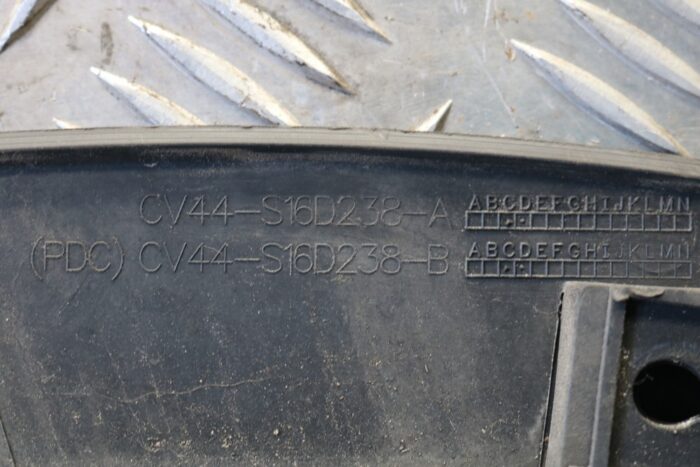 CV44-S16D238-A ABCDEFGHIJKLMN
(PDC) CV44-S16D238-B ABCDEFGHIJKLMN